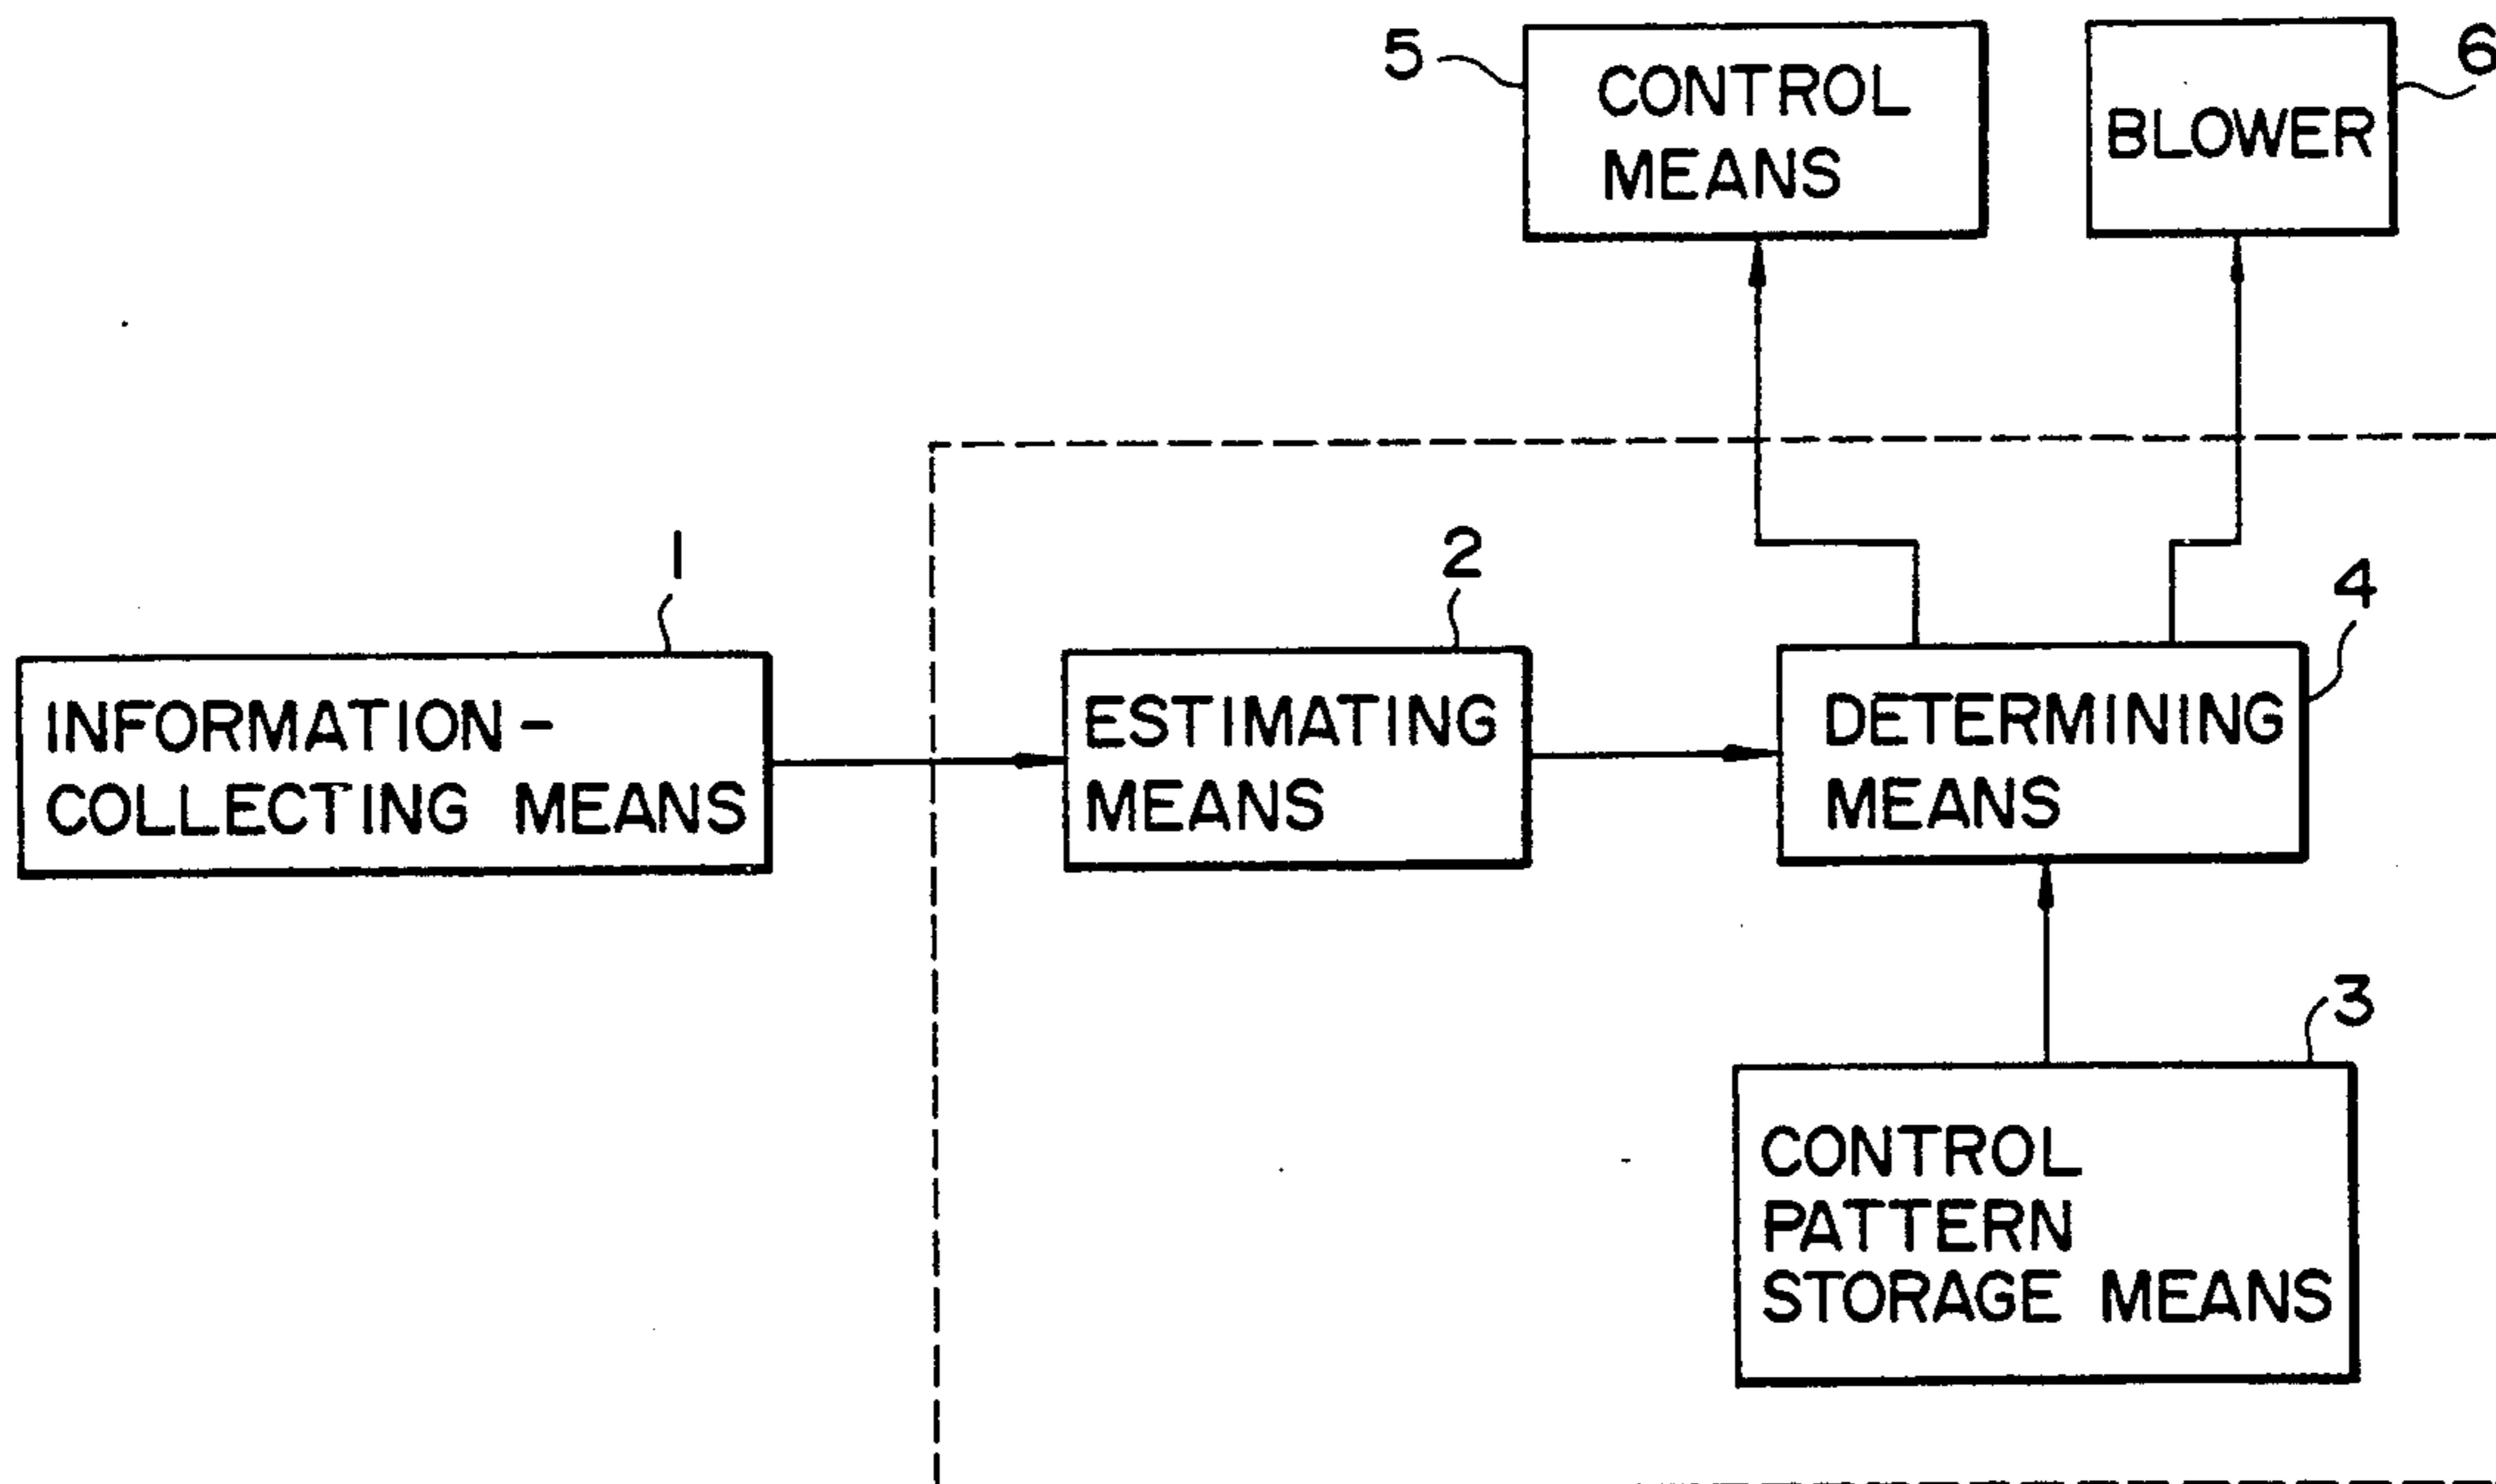 5
CONTROL
MEANS
BLOWER
6
1
INFORMATION-
COLLECTING MEANS
2
ESTIMATING
MEANS
4
DETERMINING
MEANS
3
CONTROL
PATTERN
STORAGE MEANS